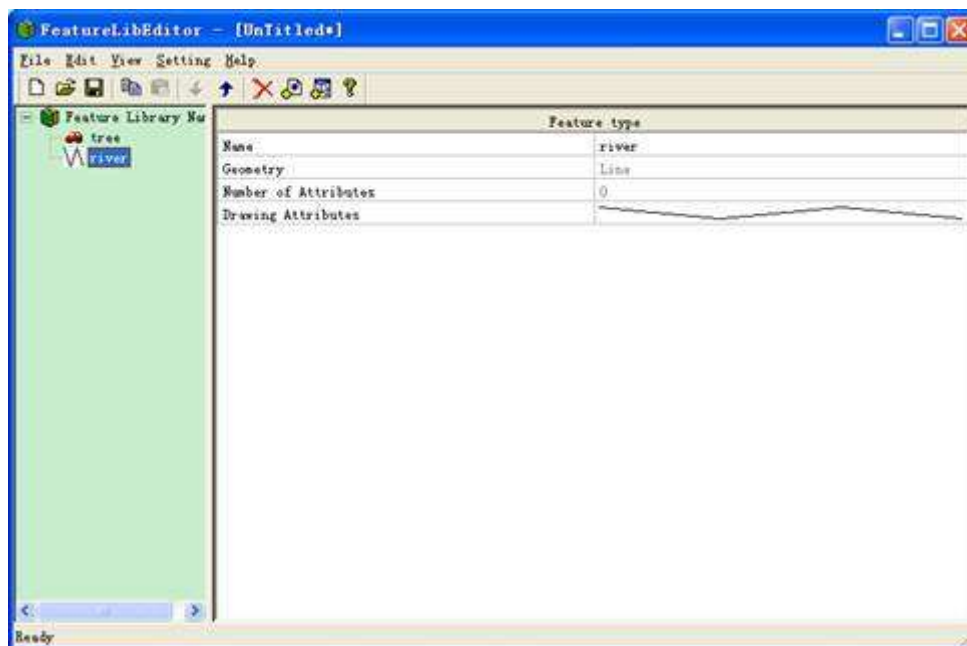 FeatureLibEditor - [UnTitled*]
File Edit View Setting Help
Feature Library Na
tree
river
Feature type
Name river
Geometry Line
Number of Attributes 0
Drawing Attributes
Ready